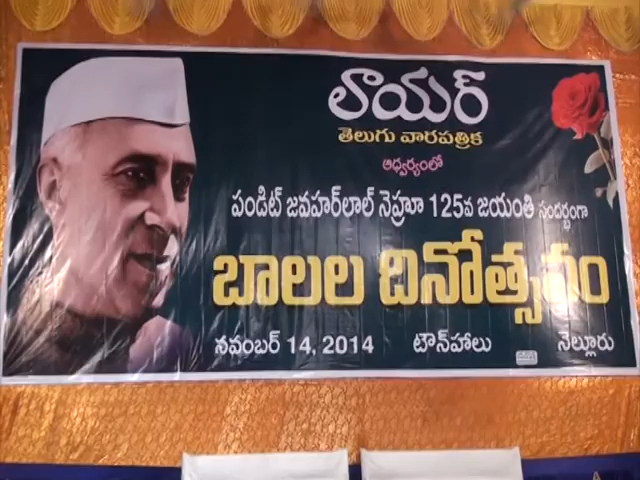 లాయర్
తెలుగు వారపత్రిక
ఆధ్వర్యంలో
పండిట్ జవహర్‌లాల్ నెహ్రూ 125వ జయంతి సందర్భంగా
బాలల దినోత్సవం
నవంబర్ 14, 2014 టౌన్‌హాలు నెల్లూరు